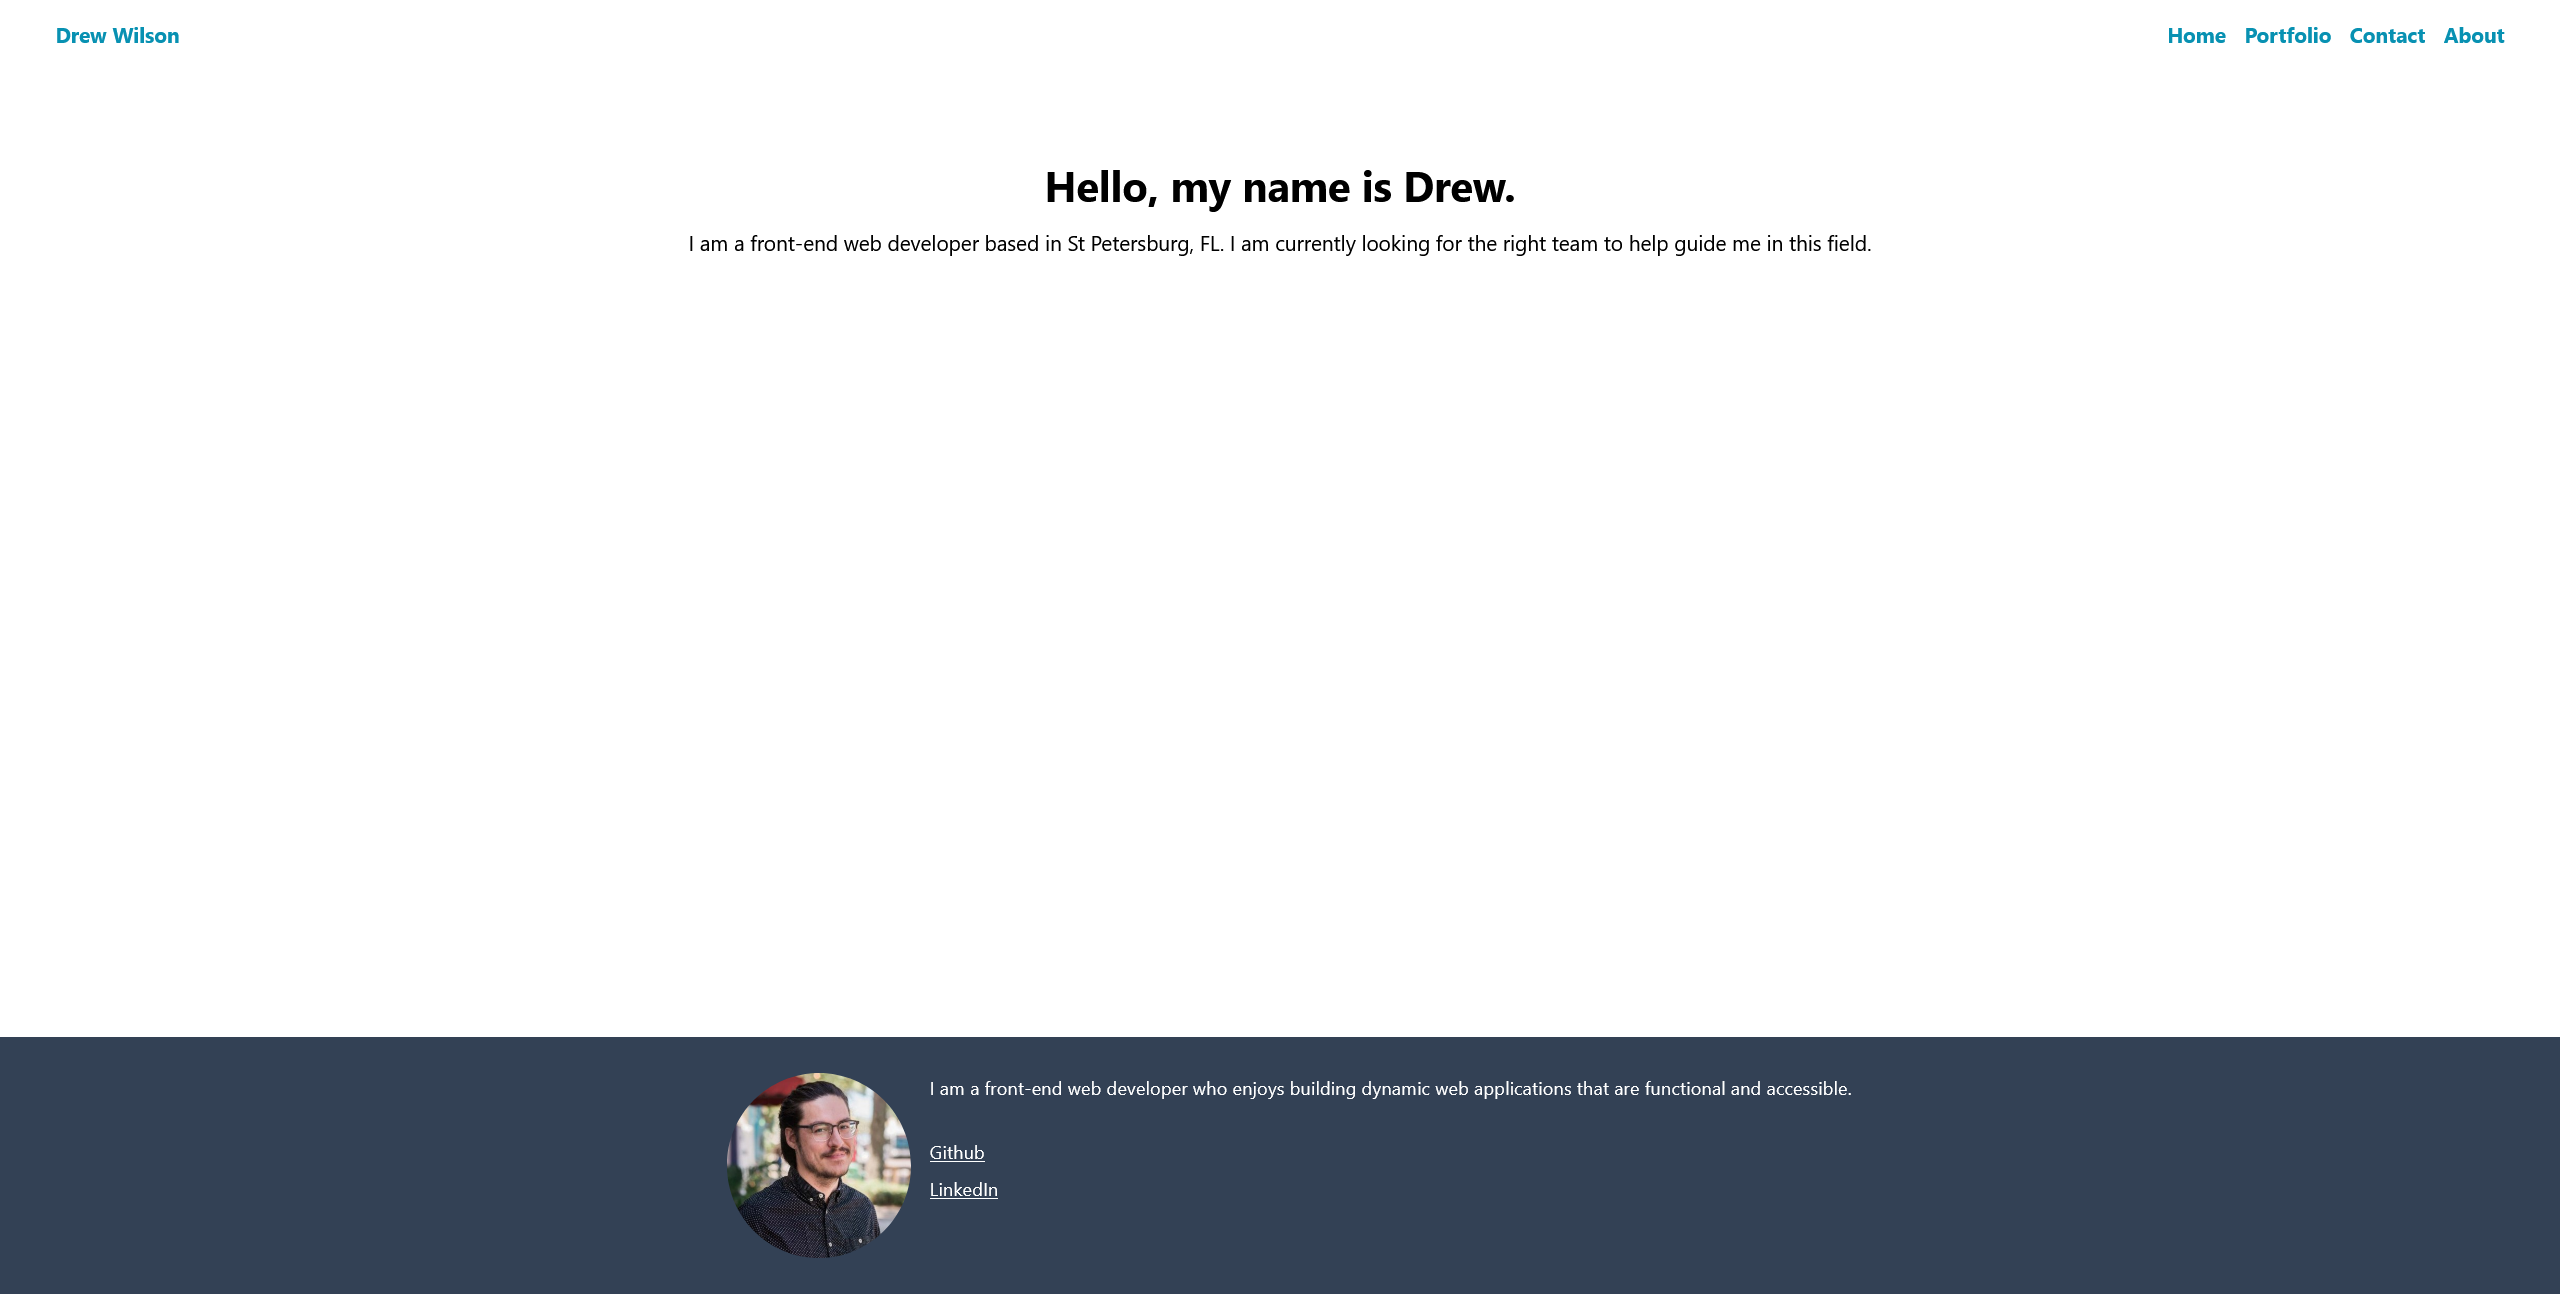 Drew Wilson
Home Portfolio Contact About
Hello, my name is Drew.
I am a front-end web developer based in St Petersburg, FL. I am currently looking for the right team to help guide me in this field.
I am a front-end web developer who enjoys building dynamic web applications that are functional and accessible.
Github
LinkedIn